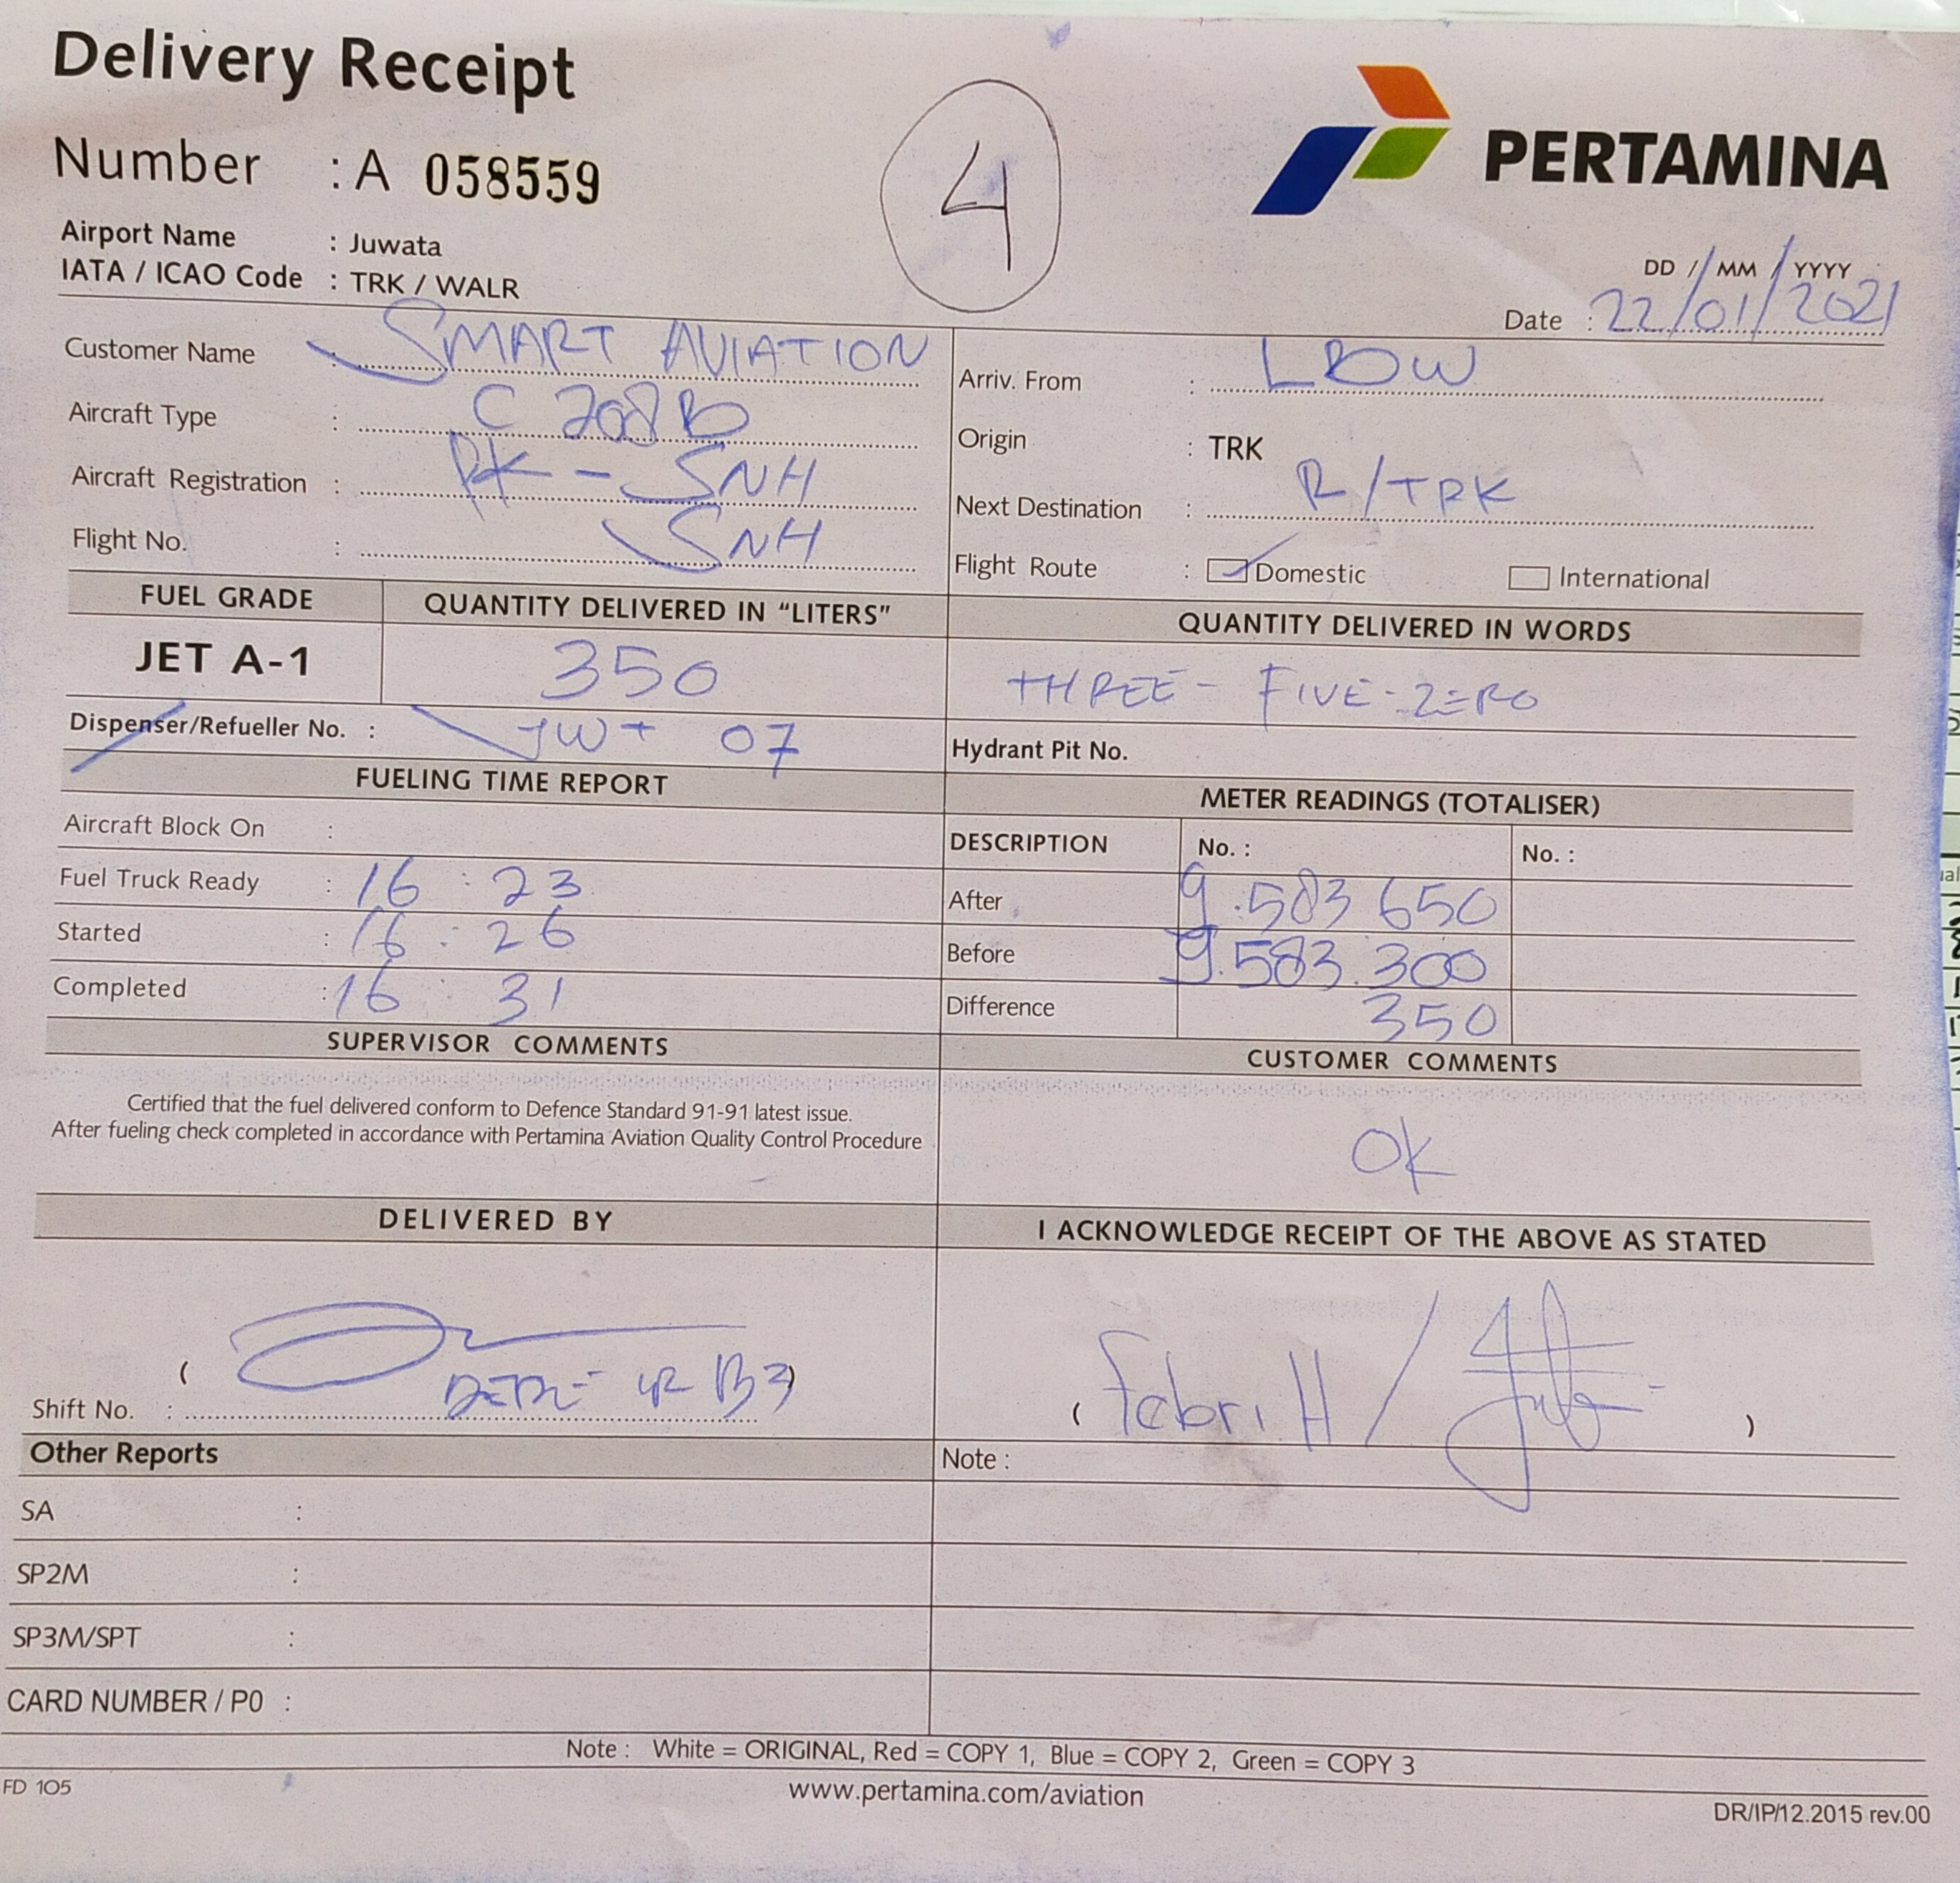 Delivery Receipt
Number : A 058559
4
PERTAMINA
Airport Name : Juwata
IATA / ICAO Code : TRK / WALR
DD / MM / YYYY
Date : 22/01/2021
Customer Name : SMART AVIATION
Aircraft Type : C 208 B
Aircraft Registration : PK - SNH
Flight No. : SNH
Arriv. From : LBW
Origin : TRK
Next Destination : R/TRK
Flight Route : Domestic International
FUEL GRADE QUANTITY DELIVERED IN “LITERS” QUANTITY DELIVERED IN WORDS
JET A-1 350 THREE - FIVE - ZERO
Dispenser/Refueller No. : JWT 07
Hydrant Pit No.
FUELING TIME REPORT
Aircraft Block On :
Fuel Truck Ready : 16 : 23
Started : 16 : 26
Completed : 16 : 31
METER READINGS (TOTALISER)
DESCRIPTION No. : No. :
After 9.583 650
Before 9.583.300
Difference 350
SUPERVISOR COMMENTS
Certified that the fuel delivered conform to Defence Standard 91-91 latest issue.
After fueling check completed in accordance with Pertamina Aviation Quality Control Procedure
CUSTOMER COMMENTS
OK
DELIVERED BY
( )
Shift No. :
I ACKNOWLEDGE RECEIPT OF THE ABOVE AS STATED
( Febri H / )
Other Reports
SA :
SP2M :
SP3M/SPT :
CARD NUMBER / P0 :
Note :
Note : White = ORIGINAL, Red = COPY 1, Blue = COPY 2, Green = COPY 3
FD 105
www.pertamina.com/aviation
DR/IP/12.2015 rev.00